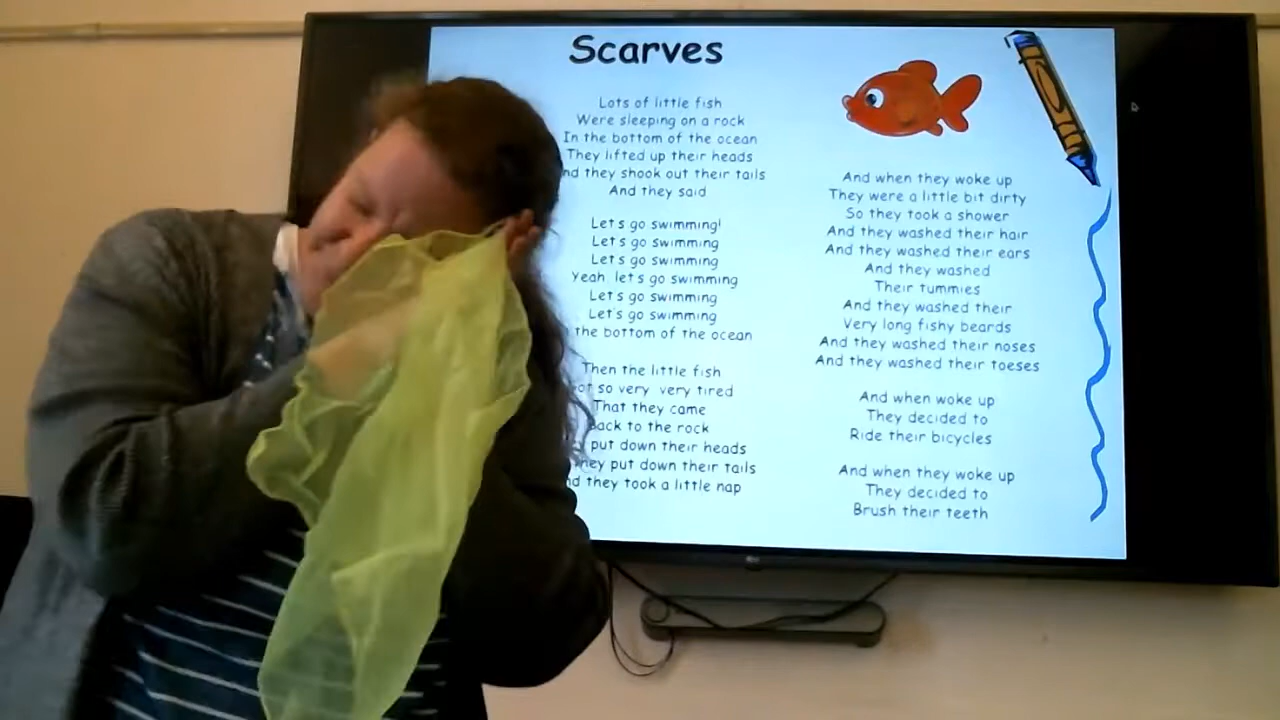 Scarves
Lots of little fish
Were sleeping on a rock
In the bottom of the ocean
They lifted up their heads
nd they shook out their tails
And they said
Let's go swimming!
Let's go swimming
Let's go swimming
Yeah let's go swimming
Let's go swimming
Let's go swimming
the bottom of the ocean
Then the little fish
ot so very very tired
That they came
Back to the rock
put down their heads
hey put down their tails
nd they took a little nap
And when they woke up
They were a little bit dirty
So they took a shower
And they washed their hair
And they washed their ears
And they washed
Their tummies
And they washed their
Very long fishy beards
And they washed their noses
And they washed their toeses
And when woke up
They decided to
Ride their bicycles
And when they woke up
They decided to
Brush their teeth